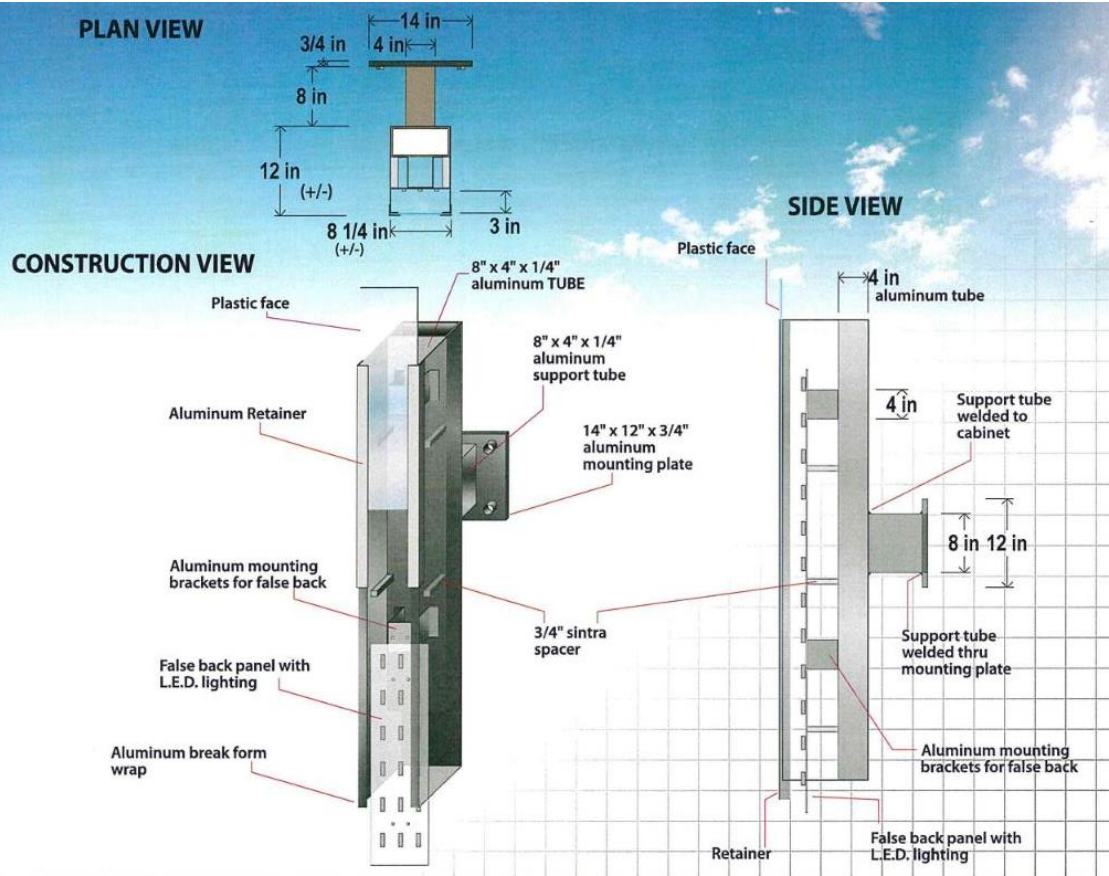 PLAN VIEW
14 in
3/4 in
4 in
8 in
12 in
(+/-)
8 1/4 in
(+/-)
3 in
CONSTRUCTION VIEW
Plastic face
8" x 4" x 1/4"
aluminum TUBE
8" x 4" x 1/4"
aluminum
support tube
Aluminum Retainer
14" x 12" x 3/4"
aluminum
mounting plate
Aluminum mounting
brackets for false back
3/4" sintra
spacer
False back panel with
L.E.D. lighting
Aluminum break form
wrap
SIDE VIEW
Plastic face
4 in
aluminum tube
4 in
Support tube
welded to
cabinet
8 in
12 in
Support tube
welded thru
mounting plate
Aluminum mounting
brackets for false back
Retainer
False back panel with
L.E.D. lighting